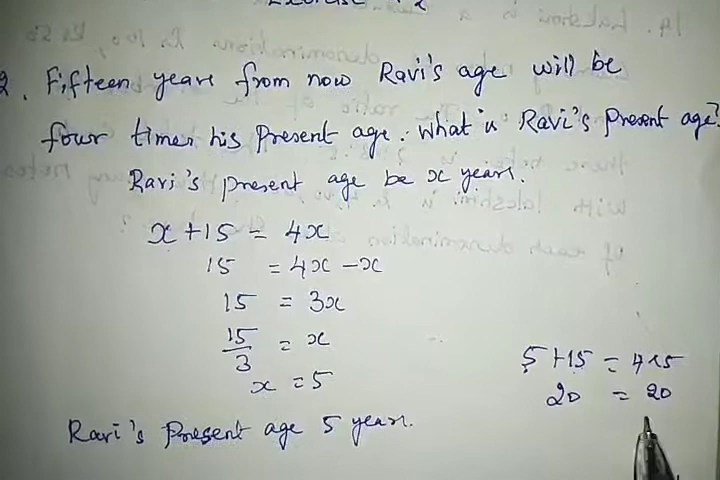 2. Fifteen years from now Ravi's age will be
four times his Present age. What is Ravi's Present age?
Ravi's present age be x years.
x + 15 = 4x
15 = 4x - x
15 = 3x
15/3 = x
x = 5
5 + 15 = 4 x 5
20 = 20
Ravi's Present age 5 years.